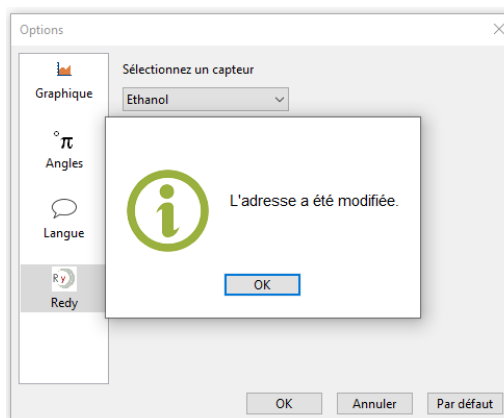 Options
Graphique
Sélectionnez un capteur
Ethanol
° π
Angles
L'adresse a été modifiée.
Langue
OK
Ry
Redy
OK
Annuler
Par défaut